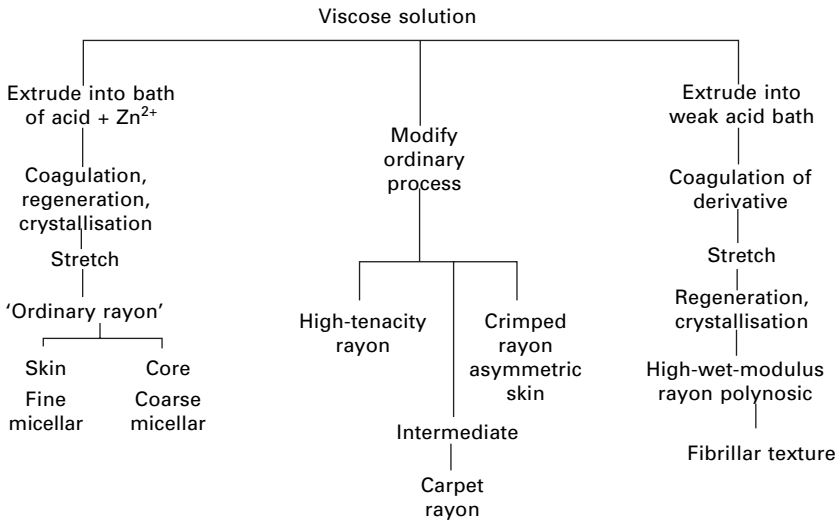 Viscose solution
Extrude into bath
of acid + Zn²⁺
Coagulation,
regeneration,
crystallisation
Stretch
'Ordinary rayon'
Skin
Fine
micellar
Core
Coarse
micellar
Modify
ordinary
process
High-tenacity
rayon
Intermediate
Carpet
rayon
Crimped
rayon
asymmetric
skin
Extrude into
weak acid bath
Coagulation of
derivative
Stretch
Regeneration,
crystallisation
High-wet-modulus
rayon polynosic
Fibrillar texture